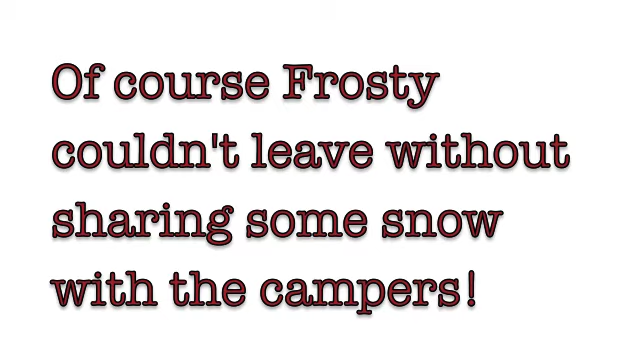 Of course Frosty
couldn't leave without
sharing some snow
with the campers!